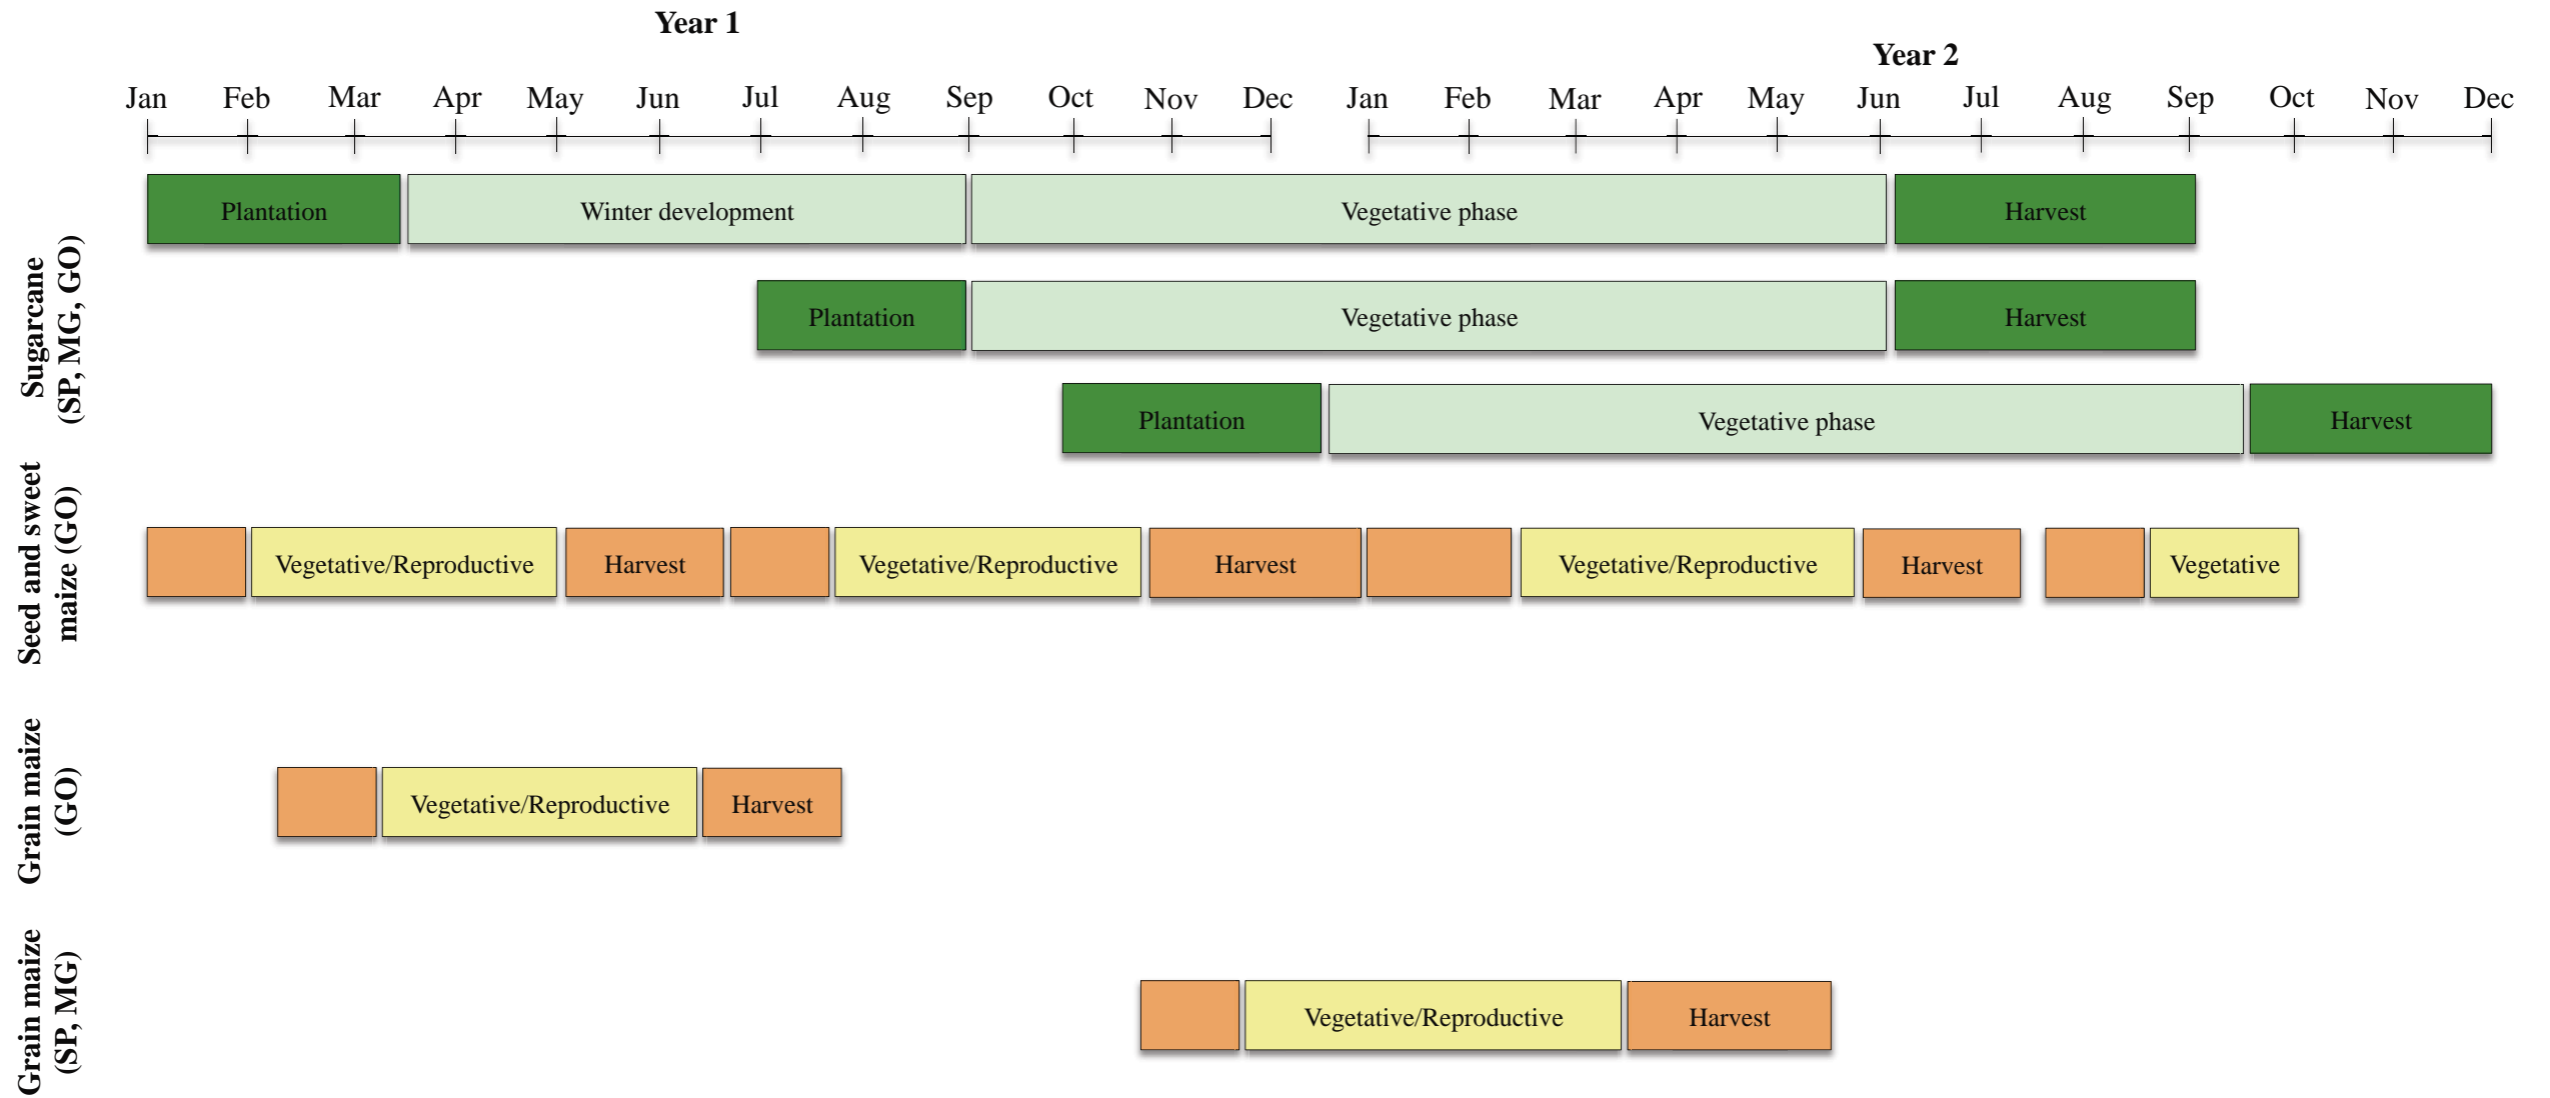 Year 1
Year 2
Jan Feb Mar Apr May Jun Jul Aug Sep Oct Nov Dec Jan Feb Mar Apr May Jun Jul Aug Sep Oct Nov Dec
Sugarcane
(SP, MG, GO)
Plantation Winter development Vegetative phase Harvest
Plantation Vegetative phase Harvest
Plantation Vegetative phase Harvest
Seed and sweet
maize (GO)
Vegetative/Reproductive Harvest Vegetative/Reproductive Harvest Vegetative/Reproductive Harvest Vegetative
Grain maize
(GO)
Vegetative/Reproductive Harvest
Grain maize
(SP, MG)
Vegetative/Reproductive Harvest